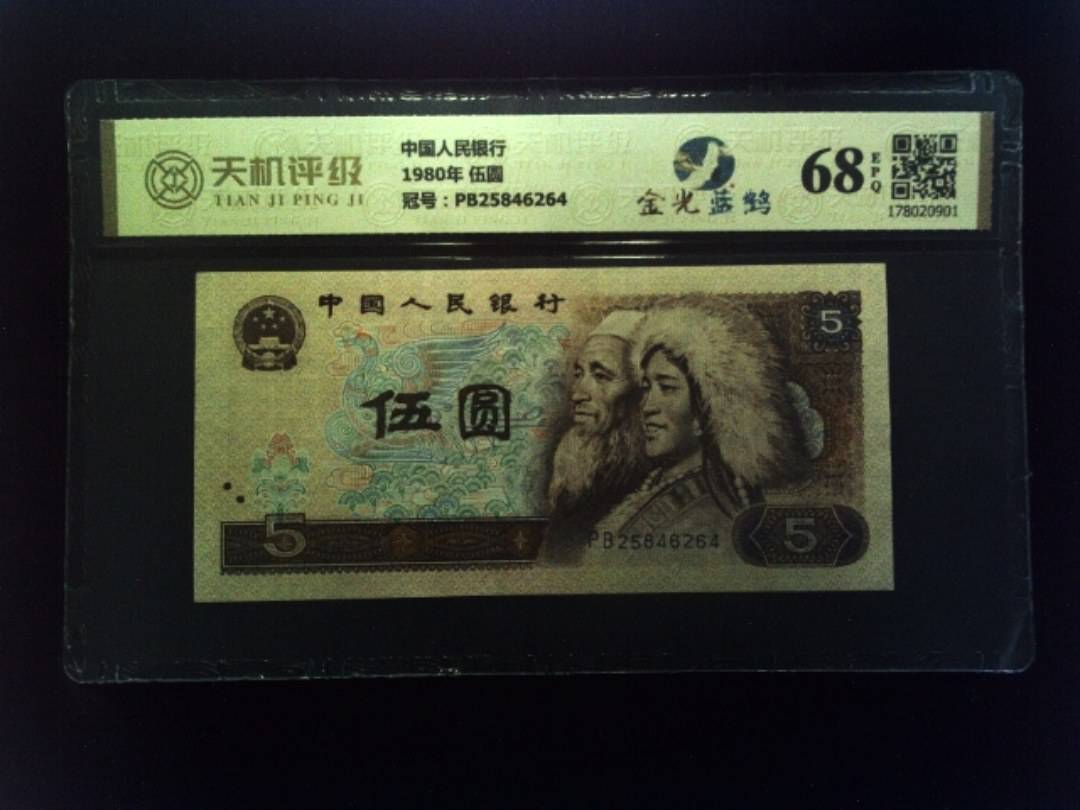 天机评级
TIAN JI PING JI
中国人民银行
1980年 伍圆
冠号：PB25846264
金光蓝鹤
68
EPQ
178020901
中国人民银行
5
伍圆
5
PB25846264
5